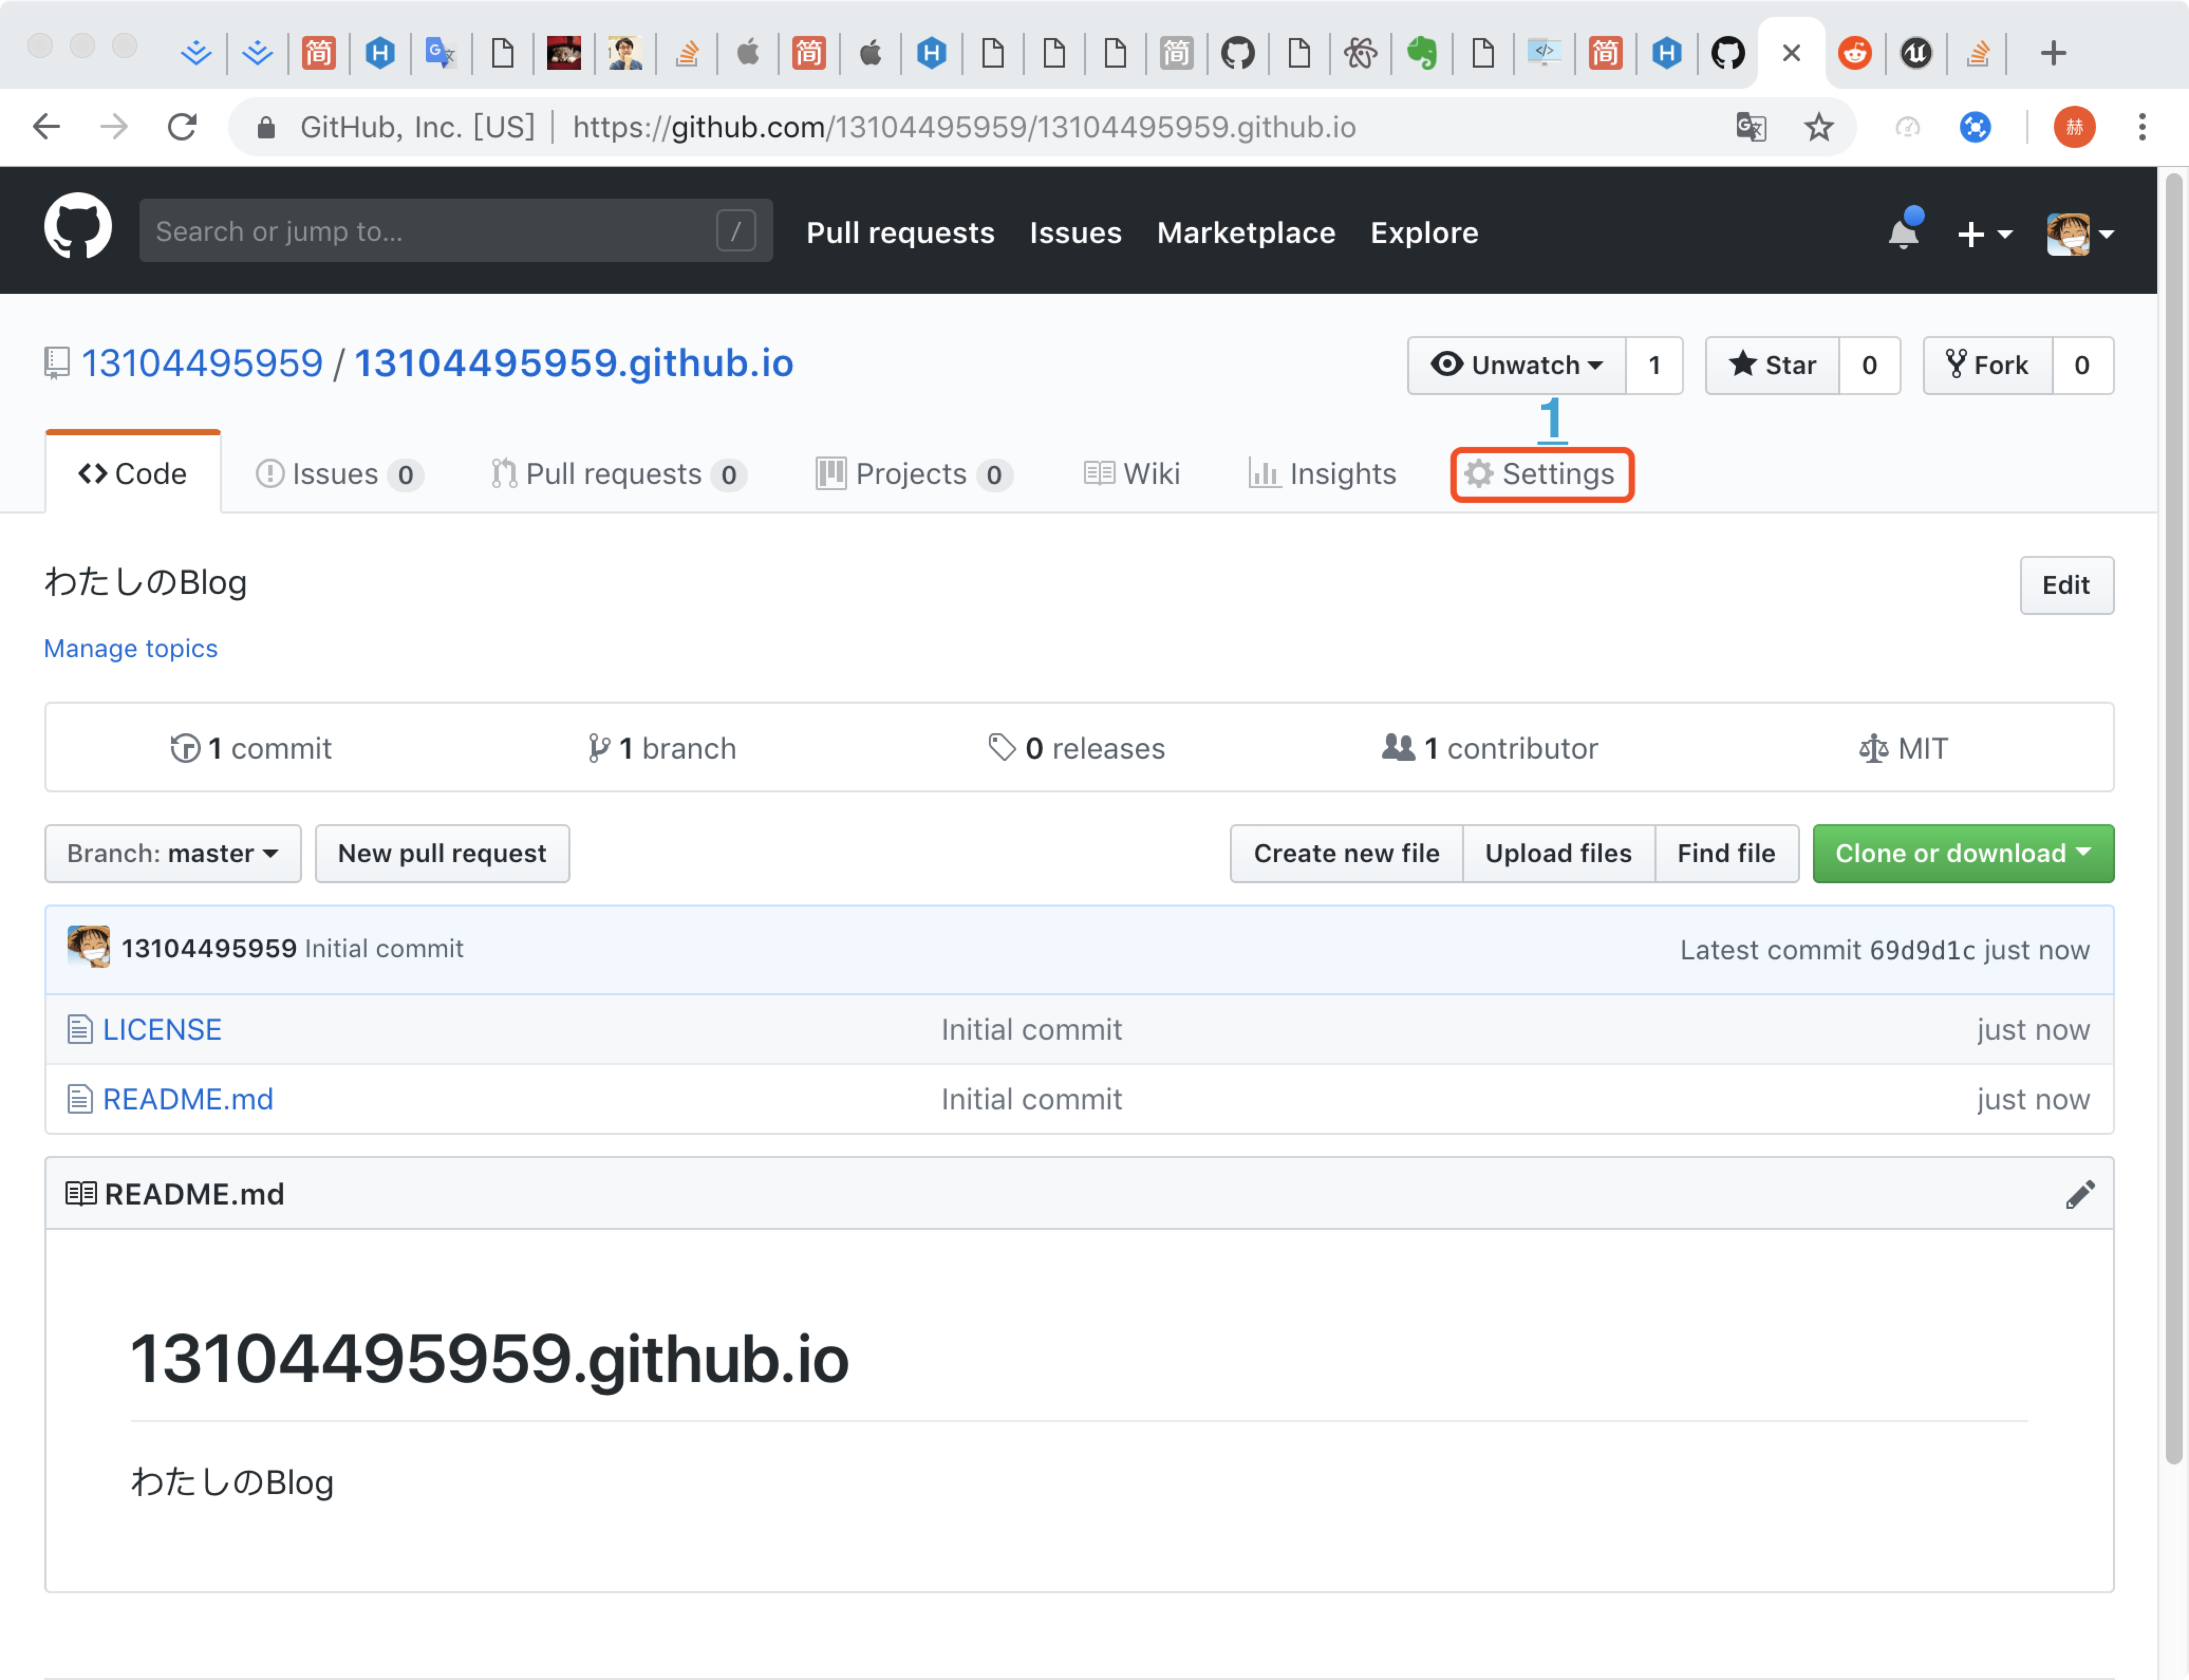 GitHub, Inc. [US] | https://github.com/13104495959/13104495959.github.io 赫
Search or jump to... / Pull requests Issues Marketplace Explore
13104495959 / 13104495959.github.io Unwatch 1 Star 0 Fork 0
1
Code Issues 0 Pull requests 0 Projects 0 Wiki Insights Settings
わたしのBlog Edit
Manage topics
1 commit 1 branch 0 releases 1 contributor MIT
Branch: master New pull request Create new file Upload files Find file Clone or download
13104495959 Initial commit Latest commit 69d9d1c just now
LICENSE Initial commit just now
README.md Initial commit just now
README.md
13104495959.github.io
わたしのBlog